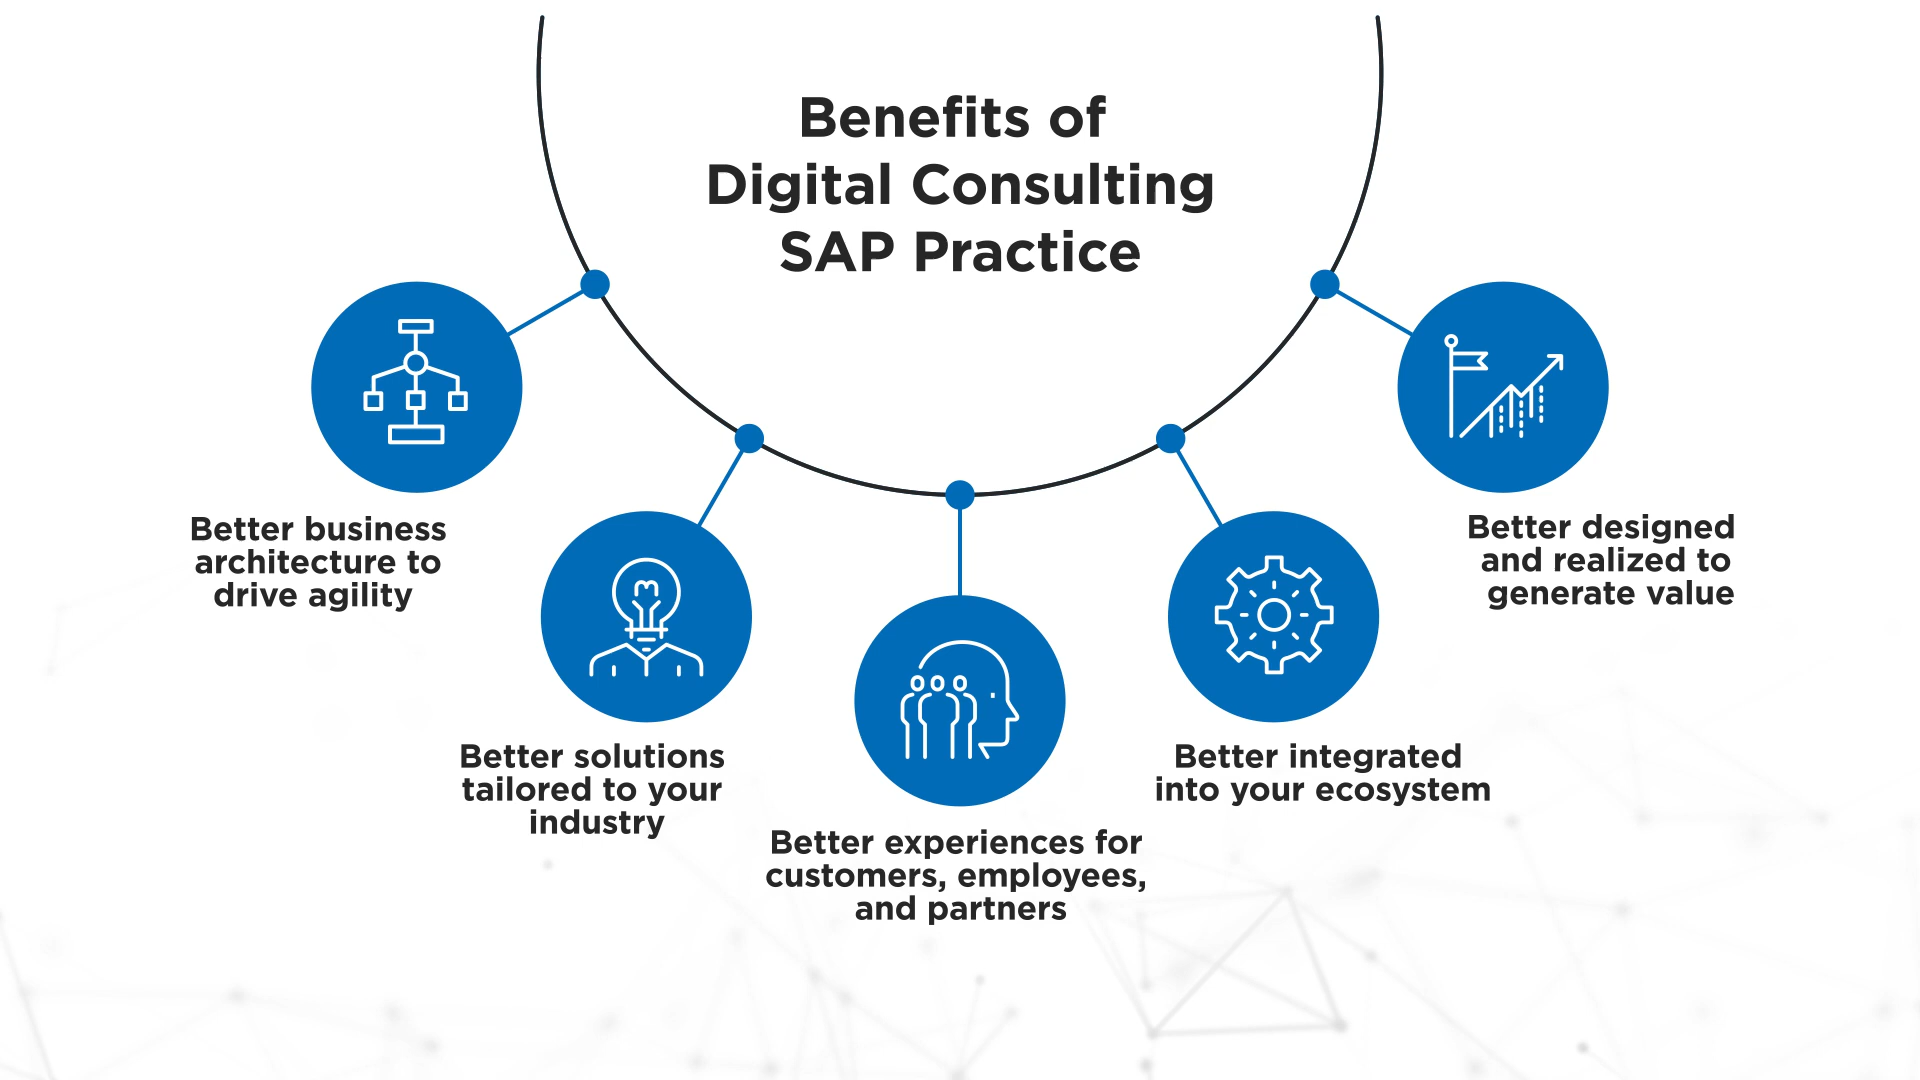 Benefits of
Digital Consulting
SAP Practice
Better business
architecture to
drive agility
Better solutions
tailored to your
industry
Better experiences for
customers, employees,
and partners
Better integrated
into your ecosystem
Better designed
and realized to
generate value